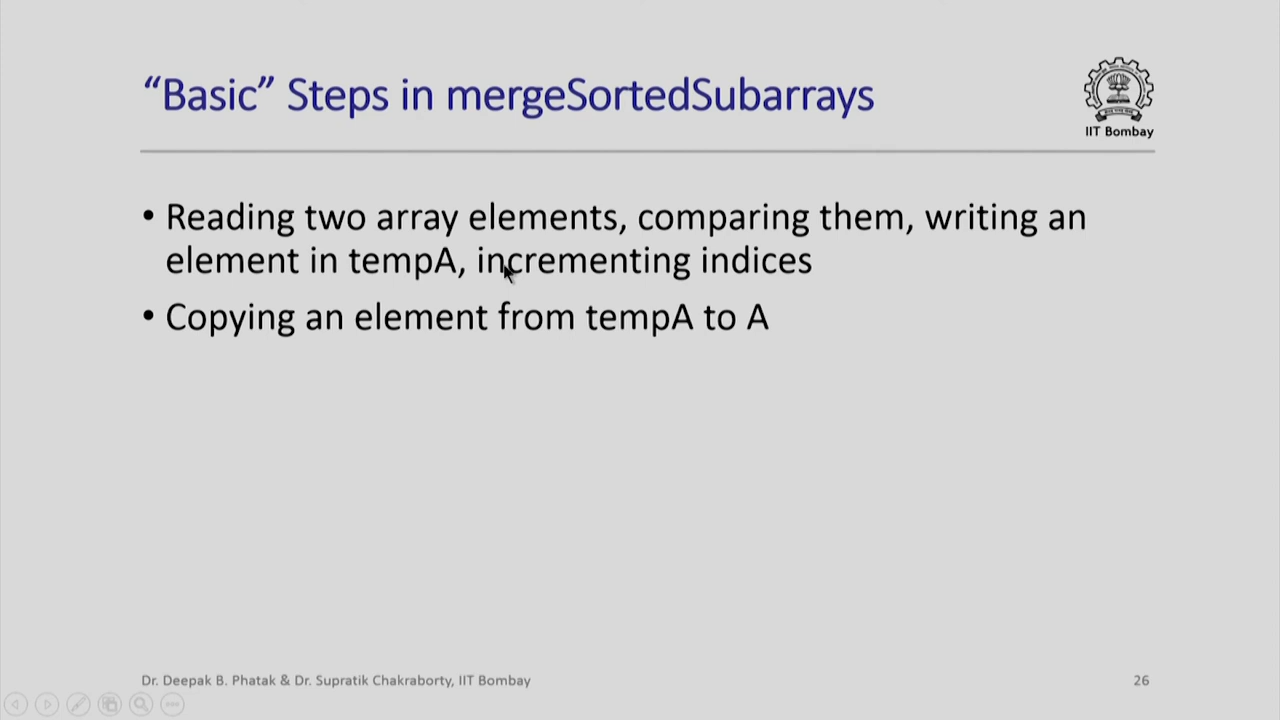 “Basic” Steps in mergeSortedSubarrays
IIT Bombay
• Reading two array elements, comparing them, writing an
element in tempA, incrementing indices
• Copying an element from tempA to A
Dr. Deepak B. Phatak & Dr. Supratik Chakraborty, IIT Bombay
26